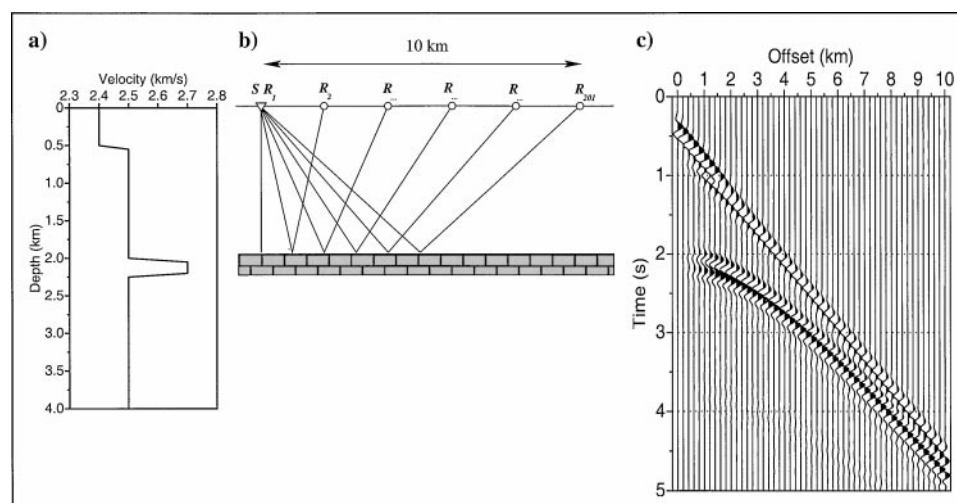 a)
Velocity (km/s)
2.3 2.4 2.5 2.6 2.7 2.8
0
0.5
1.0
1.5
2.0
2.5
3.0
3.5
4.0
Depth (km)
b)
10 km
S R1 R2 R... R... R... R201
c)
Offset (km)
0 1 2 3 4 5 6 7 8 9 10
0
1
2
3
4
5
Time (s)